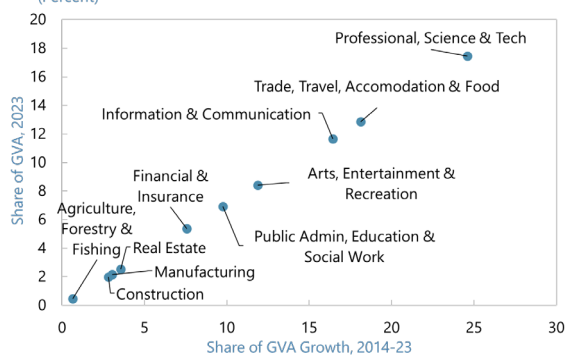 (Percent)
20
18
16
14
12
10
8
6
4
2
0
Share of GVA, 2023
Professional, Science & Tech
Trade, Travel, Accomodation & Food
Information & Communication
Arts, Entertainment &
Recreation
Financial &
Insurance
Public Admin, Education &
Social Work
Agriculture,
Forestry &
Fishing
Real Estate
Manufacturing
Construction
0 5 10 15 20 25 30
Share of GVA Growth, 2014-23